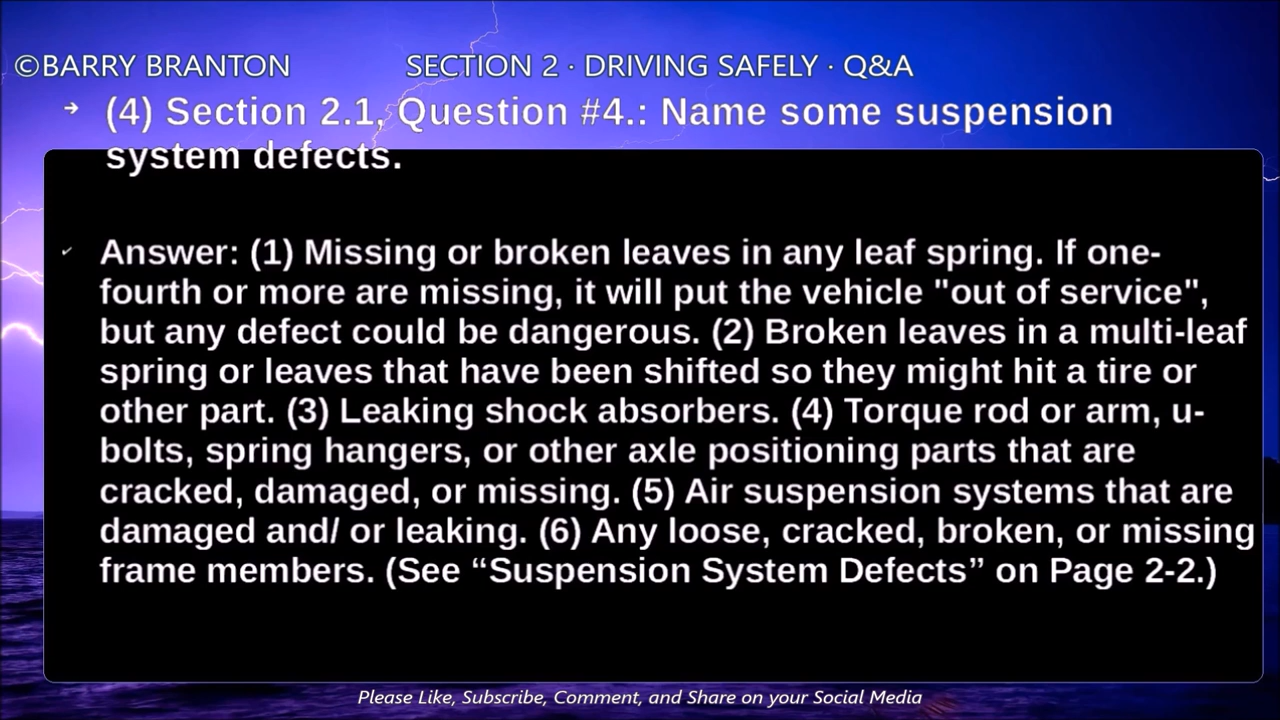 ©BARRY BRANTON SECTION 2 · DRIVING SAFELY · Q&A
(4) Section 2.1, Question #4.: Name some suspension
system defects.
Answer: (1) Missing or broken leaves in any leaf spring. If one-
fourth or more are missing, it will put the vehicle "out of service",
but any defect could be dangerous. (2) Broken leaves in a multi-leaf
spring or leaves that have been shifted so they might hit a tire or
other part. (3) Leaking shock absorbers. (4) Torque rod or arm, u-
bolts, spring hangers, or other axle positioning parts that are
cracked, damaged, or missing. (5) Air suspension systems that are
damaged and/ or leaking. (6) Any loose, cracked, broken, or missing
frame members. (See “Suspension System Defects” on Page 2-2.)
Please Like, Subscribe, Comment, and Share on your Social Media